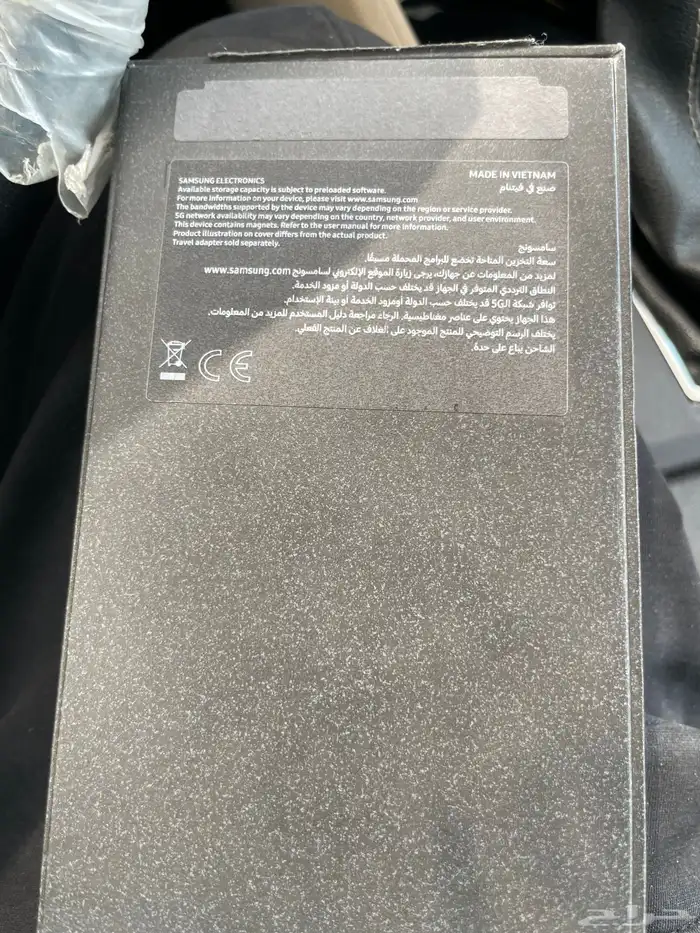 SAMSUNG ELECTRONICS
Available storage capacity is subject to preloaded software.
For more information on your device, please visit www.samsung.com
The bandwidths supported by the device may vary depending on the region or service provider.
5G network availability may vary depending on the country, network provider, and user environment.
This device contains magnets. Refer to the user manual for more information.
Product illustration on cover differs from the actual product.
Travel adapter sold separately.
MADE IN VIETNAM
صنع في فيتنام
سامسونج
سعة التخزين المتاحة تخضع للبرامج المحملة مسبقًا.
لمزيد من المعلومات عن جهازك، يرجى زيارة الموقع الإلكتروني لسامسونج www.samsung.com
النطاق الترددي المتوفر في الجهاز قد يختلف حسب الدولة أو مزود الخدمة.
توافر شبكة الـ5G قد يختلف حسب الدولة أومزود الخدمة أو بيئة الإستخدام.
هذا الجهاز يحتوي على عناصر مغناطيسية. الرجاء مراجعة دليل المستخدم للمزيد من المعلومات.
يختلف الرسم التوضيحي للمنتج الموجود على الغلاف عن المنتج الفعلي.
الشاحن يباع على حدة.
CE
حراج